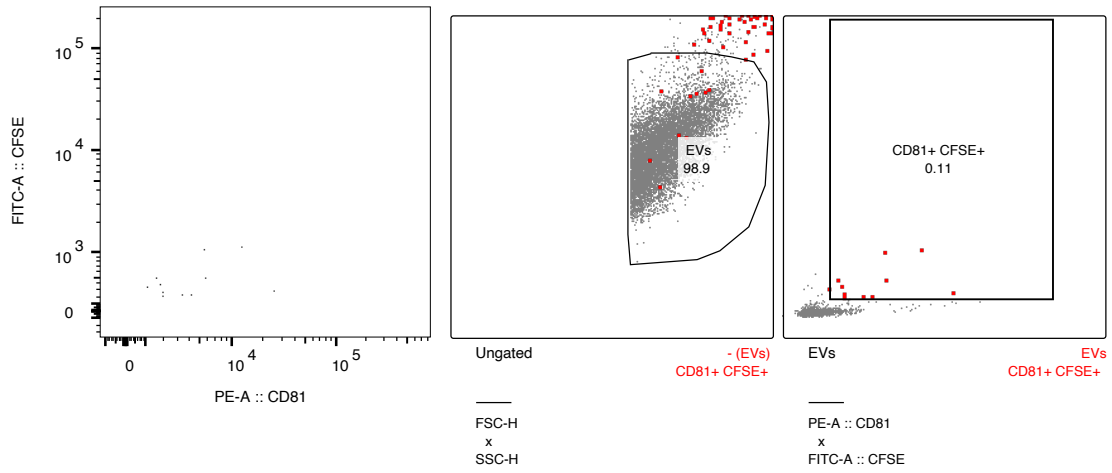 FITC-A :: CFSE
10^5
10^4
10^3
0
0
10^4
10^5
PE-A :: CD81
EVs
98.9
Ungated
- (EVs)
CD81+ CFSE+
FSC-H
x
SSC-H
CD81+ CFSE+
0.11
EVs
EVs
CD81+ CFSE+
PE-A :: CD81
x
FITC-A :: CFSE